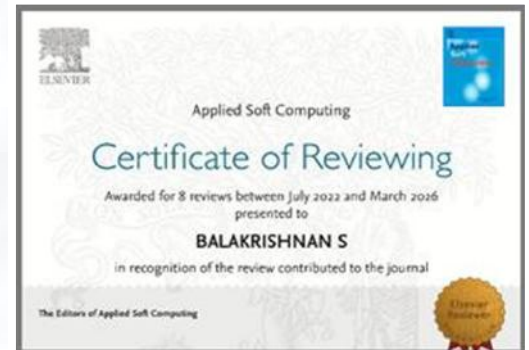 ELSEVIER
Applied Soft Computing
Certificate of Reviewing
Awarded for 8 reviews between July 2022 and March 2026
presented to
BALAKRISHNAN S
in recognition of the review contributed to the journal
The Editors of Applied Soft Computing
Elsevier
Reviewer